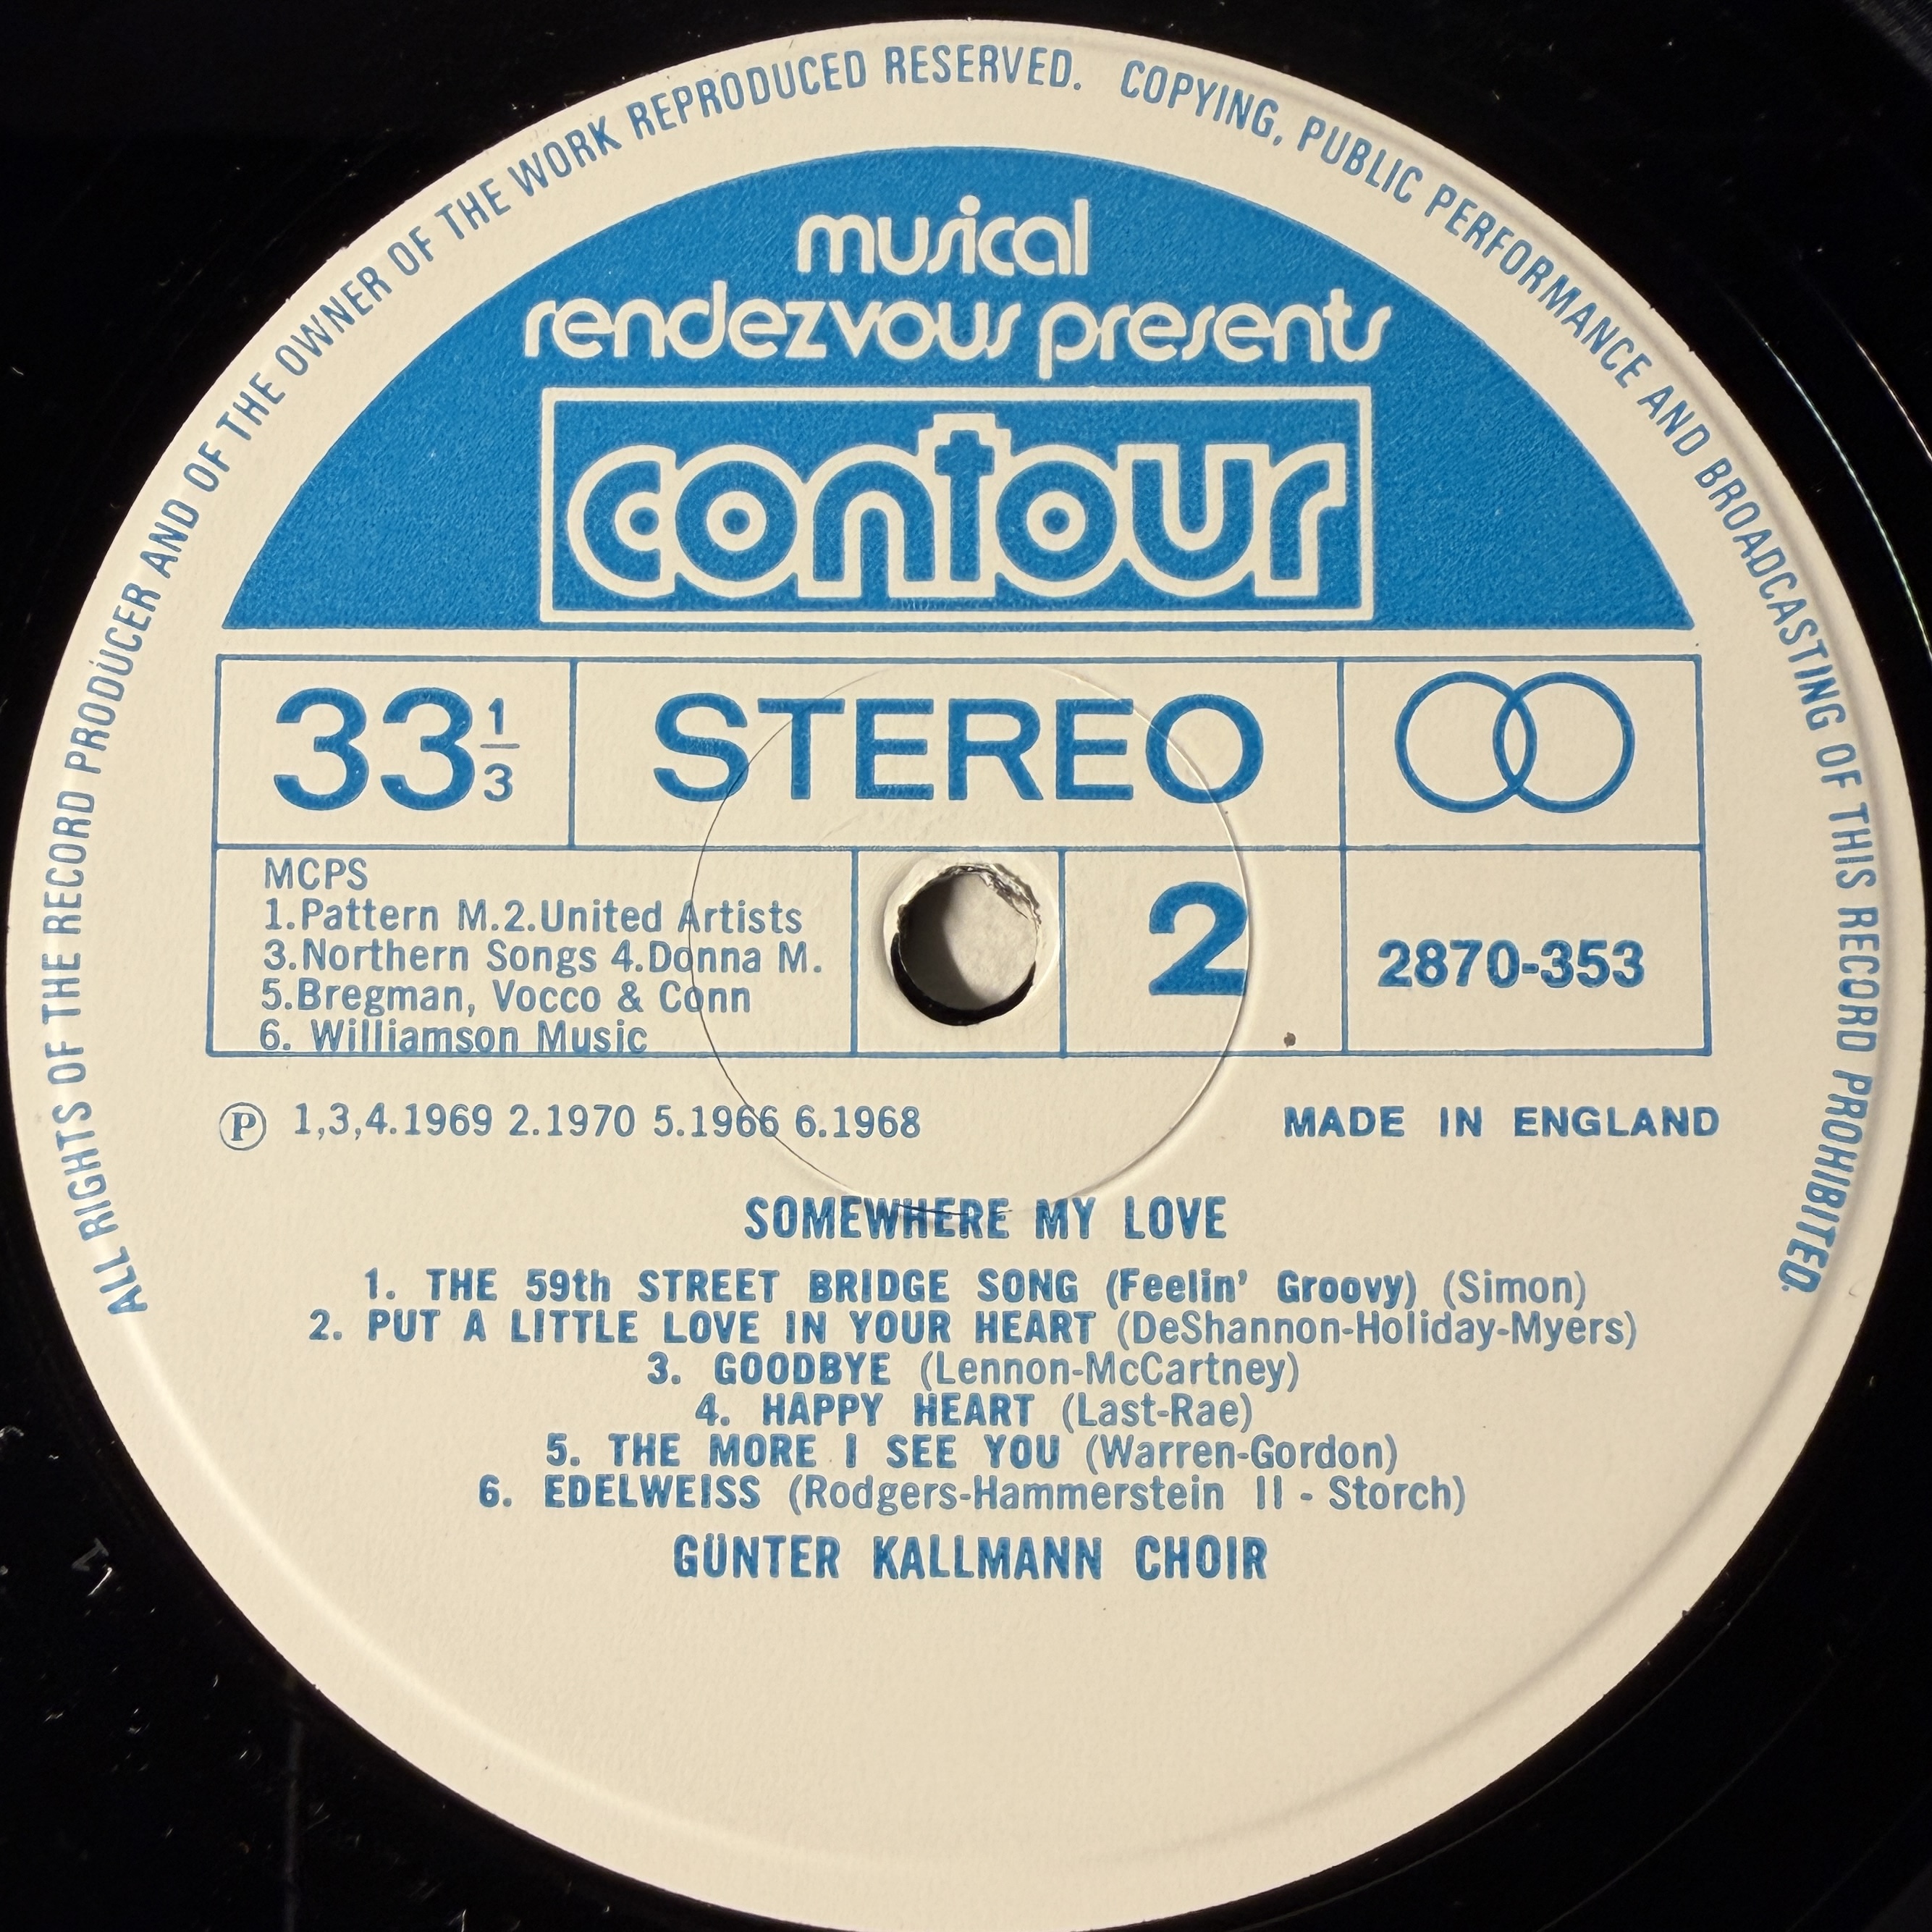 ALL RIGHTS OF THE RECORD PRODUCER AND OF THE OWNER OF THE WORK REPRODUCED RESERVED. COPYING, PUBLIC PERFORMANCE AND BROADCASTING OF THIS RECORD PROHIBITED.
musical
rendezvous presents
contour
33 1/3
STEREO
MCPS
1.Pattern M.2.United Artists
3.Northern Songs 4.Donna M.
5.Bregman, Vocco & Conn
6. Williamson Music
2
2870-353
Ⓟ 1,3,4.1969 2.1970 5.1966 6.1968
MADE IN ENGLAND
SOMEWHERE MY LOVE
1. THE 59th STREET BRIDGE SONG (Feelin' Groovy) (Simon)
2. PUT A LITTLE LOVE IN YOUR HEART (DeShannon-Holiday-Myers)
3. GOODBYE (Lennon-McCartney)
4. HAPPY HEART (Last-Rae)
5. THE MORE I SEE YOU (Warren-Gordon)
6. EDELWEISS (Rodgers-Hammerstein II - Storch)
GÜNTER KALLMANN CHOIR